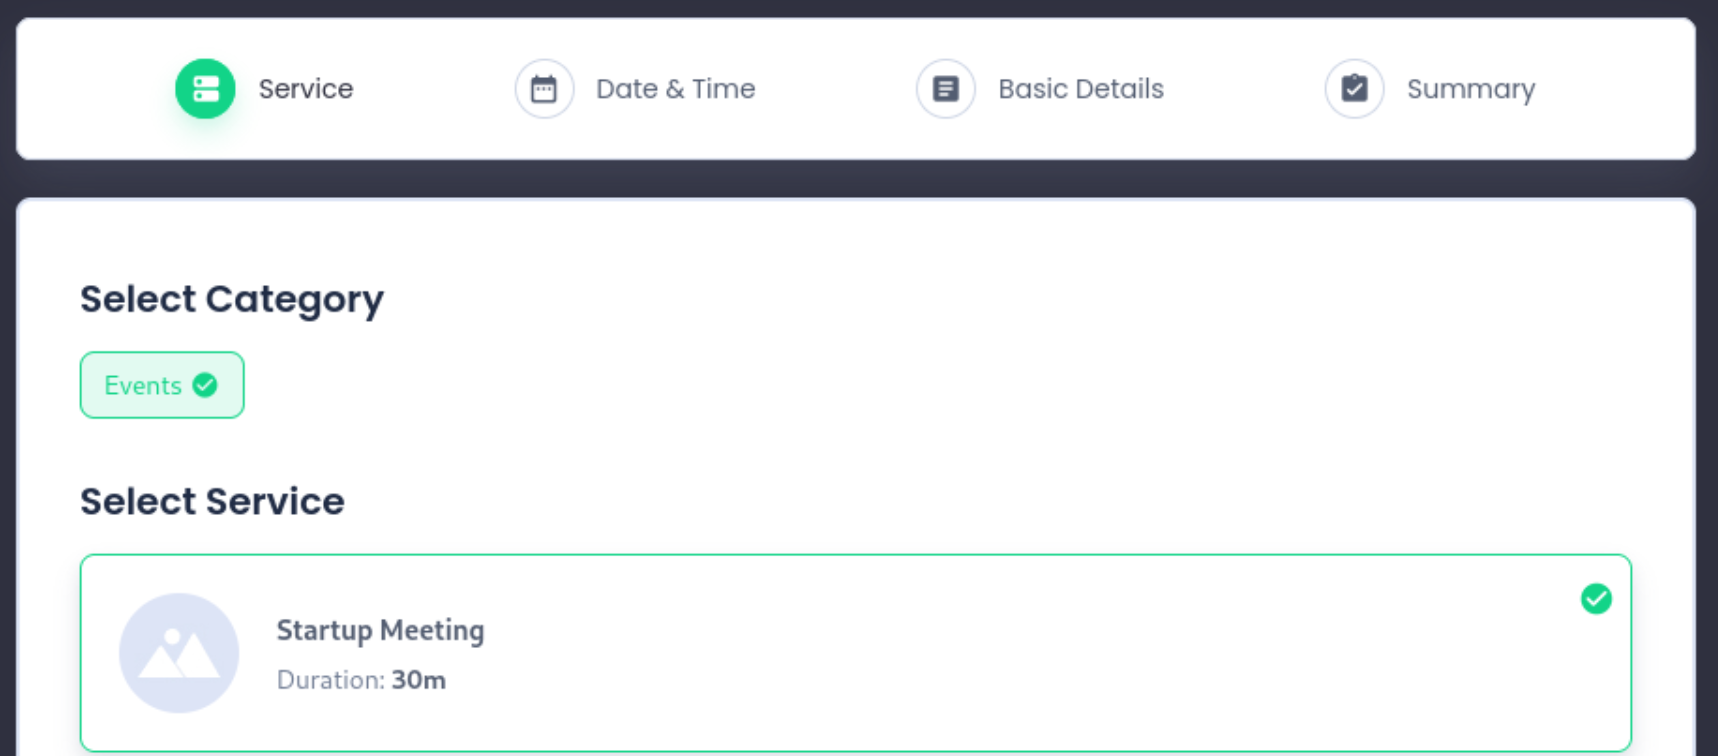 Service
Date & Time
Basic Details
Summary
Select Category
Events
Select Service
Startup Meeting
Duration: 30m